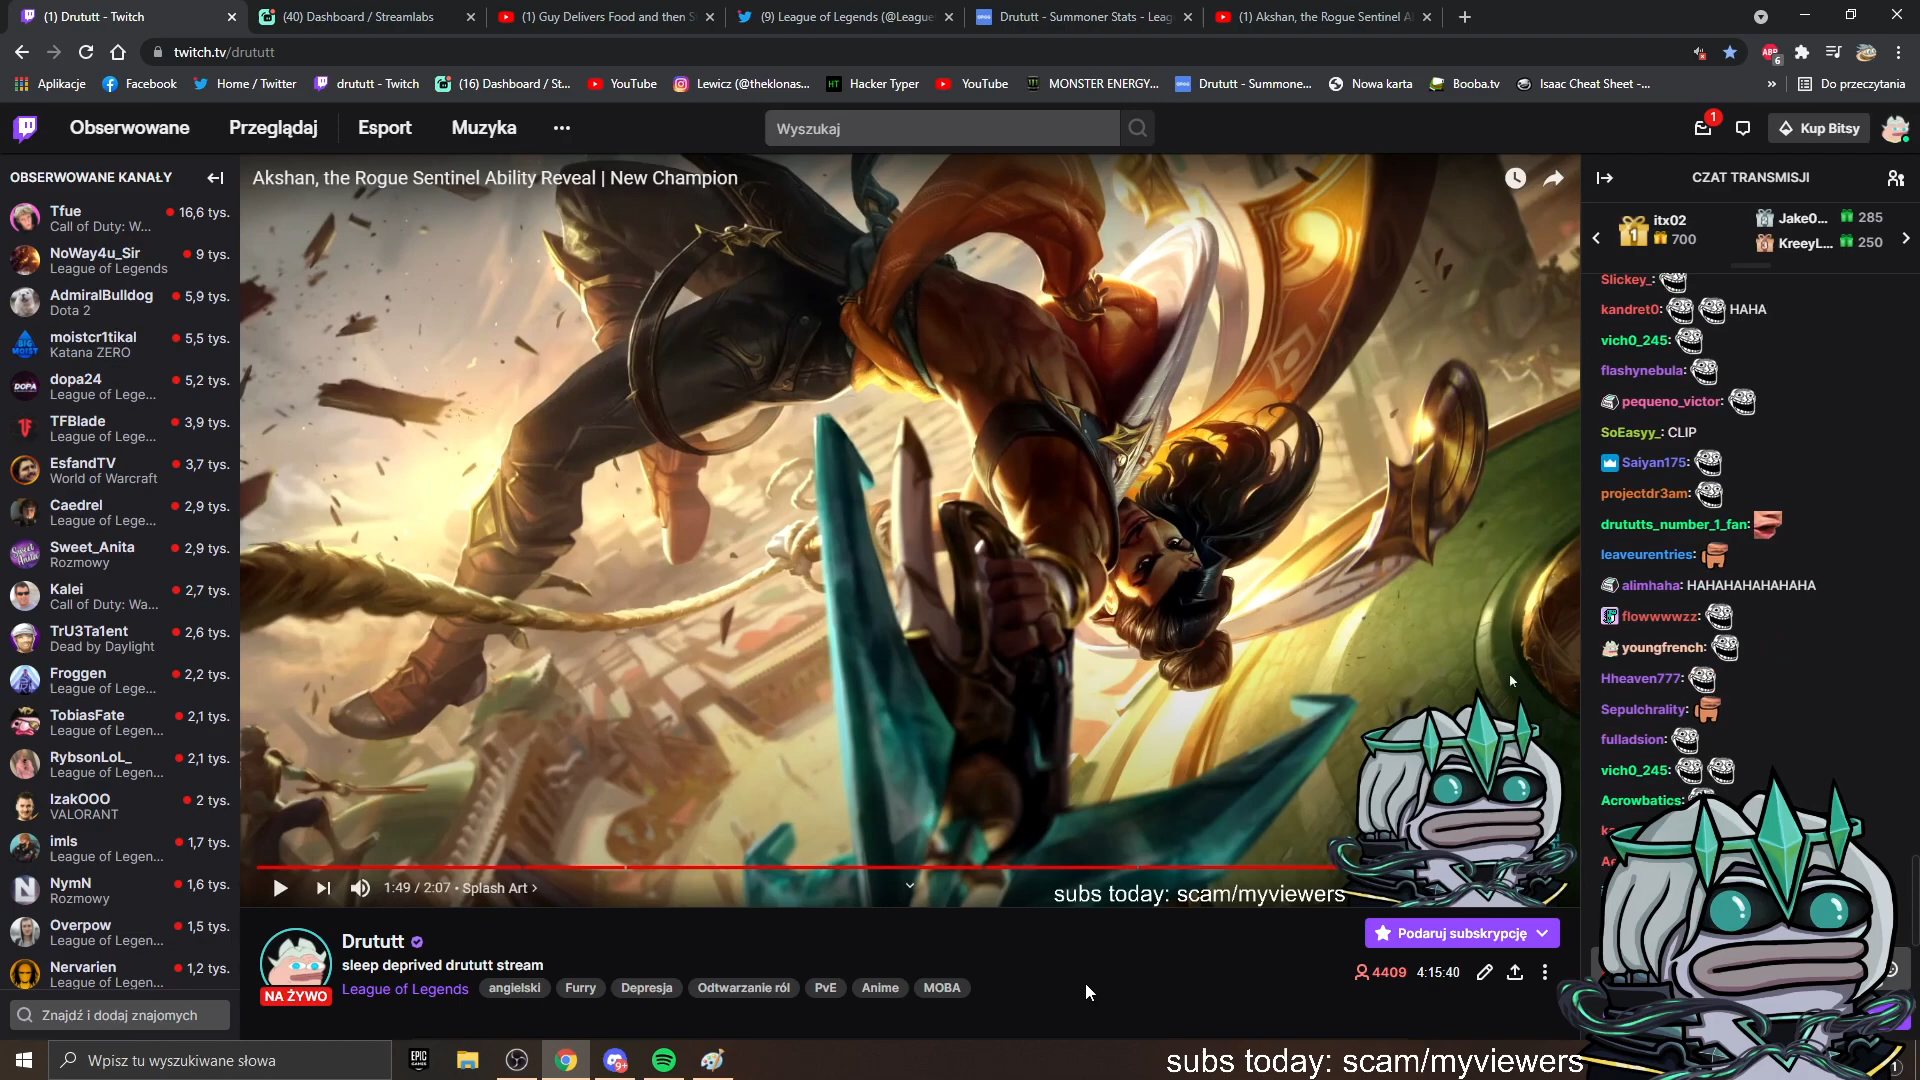 (1) Drututt - Twitch
(40) Dashboard / Streamlabs
(1) Guy Delivers Food and then S
(9) League of Legends (@League
Drututt - Summoner Stats - Leag
(1) Akshan, the Rogue Sentinel A
twitch.tv/drututt
ABP
6
Aplikacje
Facebook
Home / Twitter
drututt - Twitch
(16) Dashboard / St...
YouTube
Lewicz (@theklonas...
HT
Hacker Typer
YouTube
MONSTER ENERGY...
Drututt - Summone...
Nowa karta
Booba.tv
Isaac Cheat Sheet -...
»
Do przeczytania
Obserwowane
Przeglądaj
Esport
Muzyka
Wyszukaj
1
Kup Bitsy
OBSERWOWANE KANAŁY
Tfue
16,6 tys.
Call of Duty: W...
NoWay4u_Sir
9 tys.
League of Legends
AdmiralBulldog
5,9 tys.
Dota 2
moistcr1tikal
5,5 tys.
Katana ZERO
dopa24
5,2 tys.
League of Lege...
TFBlade
3,9 tys.
League of Lege...
EsfandTV
3,7 tys.
World of Warcraft
Caedrel
2,9 tys.
League of Lege...
Sweet_Anita
2,9 tys.
Rozmowy
Kalei
2,7 tys.
Call of Duty: Wa...
TrU3Ta1ent
2,6 tys.
Dead by Daylight
Froggen
2,2 tys.
League of Lege...
TobiasFate
2,1 tys.
League of Legen...
RybsonLoL_
2,1 tys.
League of Legen...
IzakOOO
2 tys.
VALORANT
imls
1,7 tys.
League of Legen...
NymN
1,6 tys.
Rozmowy
Overpow
1,5 tys.
League of Legen...
Nervarien
1,2 tys.
League of Legen...
Znajdź i dodaj znajomych
Akshan, the Rogue Sentinel Ability Reveal | New Champion
1:49 / 2:07 • Splash Art ›
subs today: scam/myviewers
Drututt
NA ŻYWO
sleep deprived drututt stream
League of Legends
angielski
Furry
Depresja
Odtwarzanie ról
PvE
Anime
MOBA
Podaruj subskrypcję
4409
4:15:40
CZAT TRANSMISJI
1
itx02
700
Jake0...
285
KreeyL...
250
Slickey_:
kandret0: HAHA
vich0_245:
flashynebula:
pequeno_victor:
SoEasyy_: CLIP
Saiyan175:
projectdr3am:
drututts_number_1_fan:
leaveurentries:
alimhaha: HAHAHAHAHAHAHA
flowwwwzz:
youngfrench:
Hheaven777:
Sepulchrality:
fulladsion:
vich0_245:
Acrowbatics:
Wpisz tu wyszukiwane słowa
EPIC
GAMES
9+
subs today: scam/myviewers